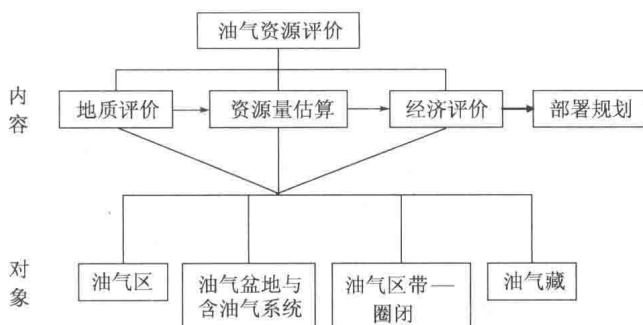 油气资源评价
内容
地质评价
资源量估算
经济评价
部署规划
对象
油气区
油气盆地与
含油气系统
油气区带—
圈闭
油气藏